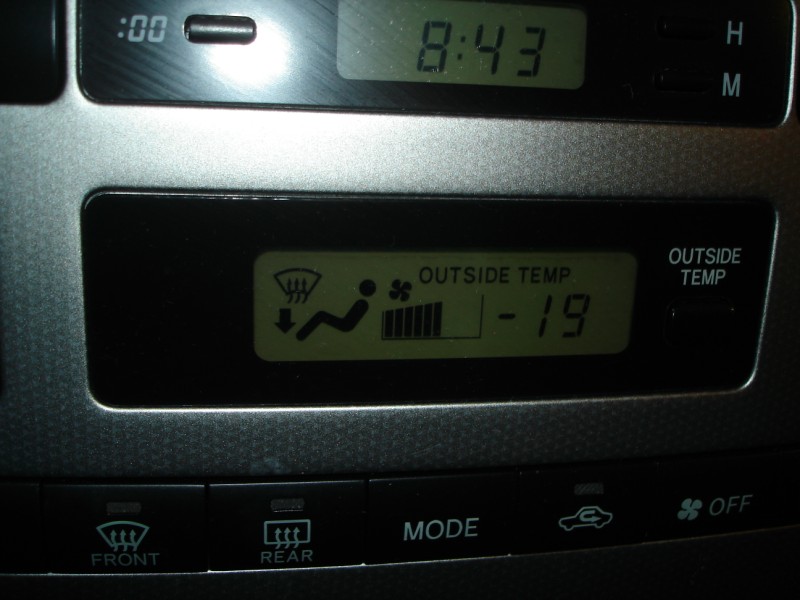 :00
8:43
H
M
OUTSIDE TEMP
-19
OUTSIDE
TEMP
FRONT
REAR
MODE
OFF